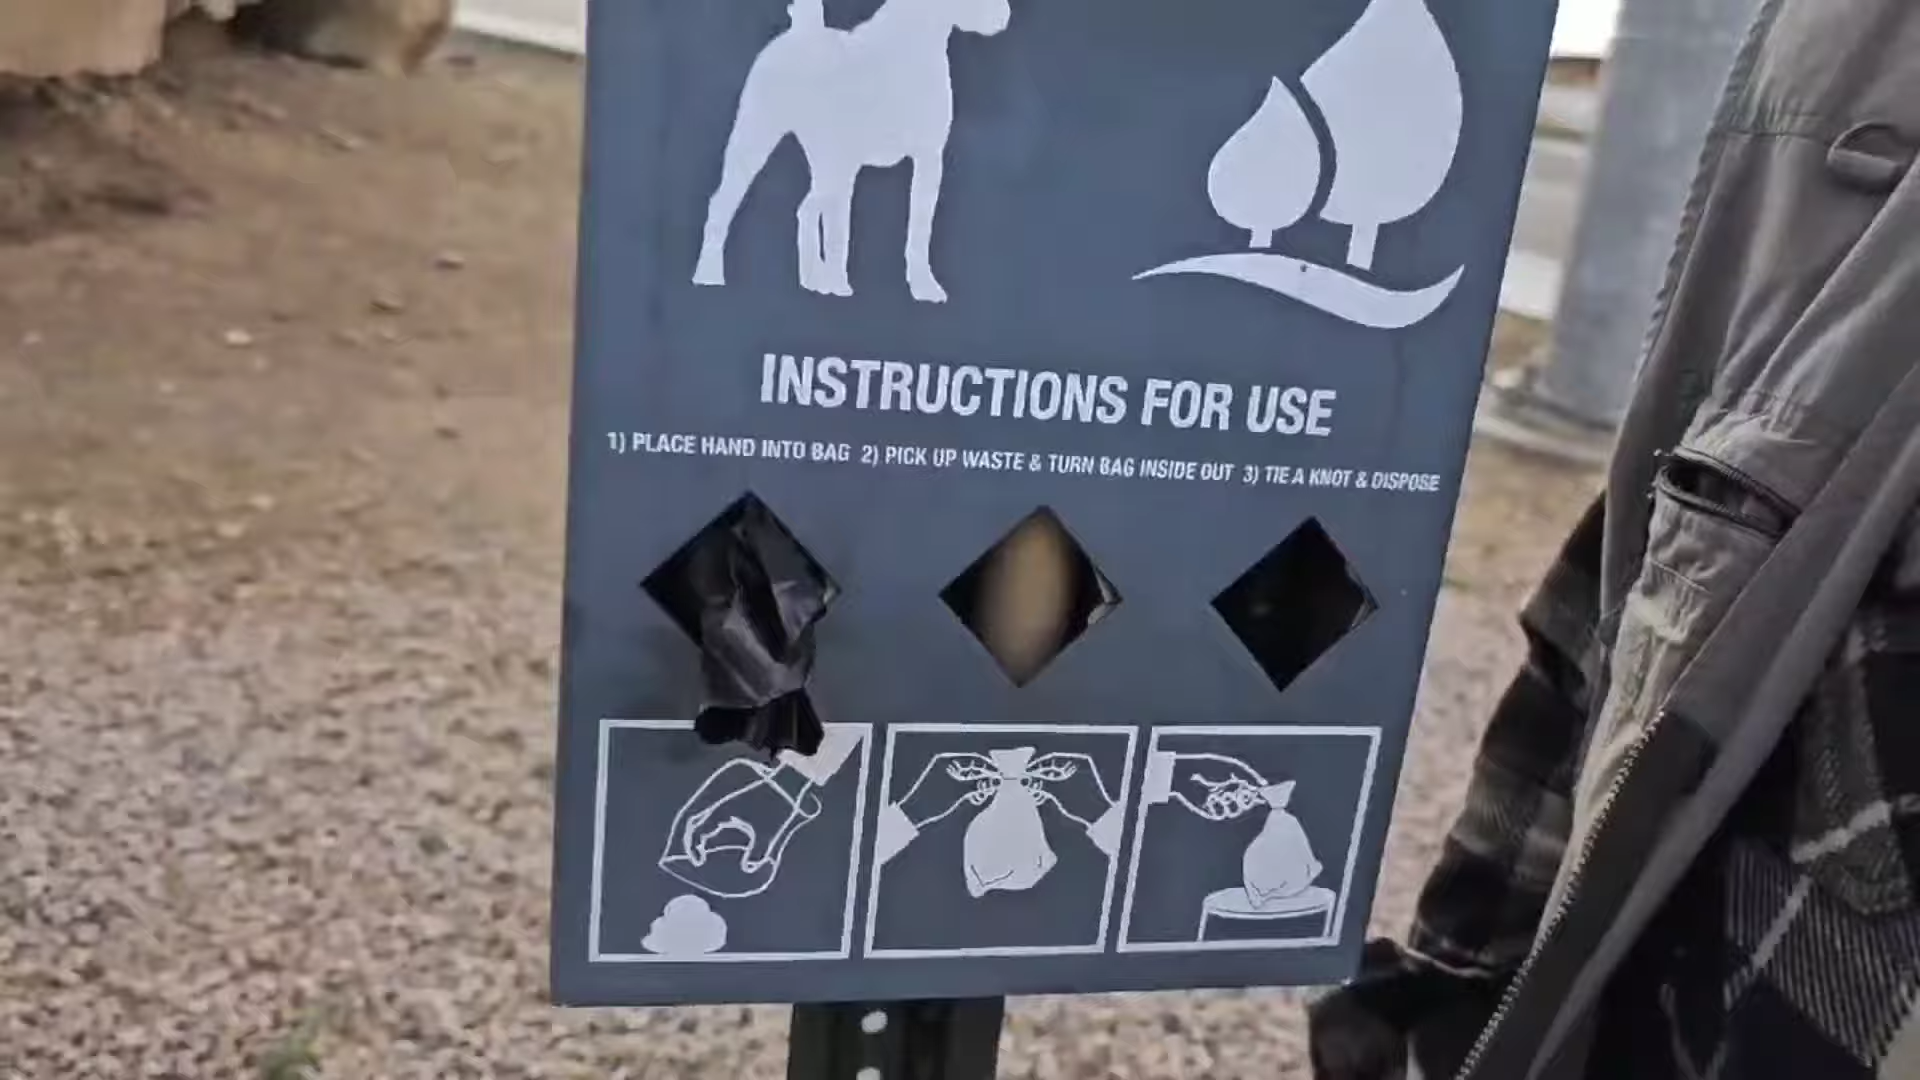 INSTRUCTIONS FOR USE
1) PLACE HAND INTO BAG 2) PICK UP WASTE & TURN BAG INSIDE OUT 3) TIE A KNOT & DISPOSE